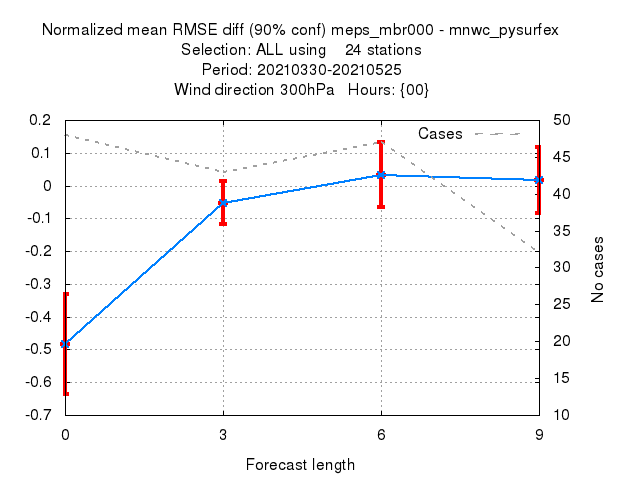 Normalized mean RMSE diff (90% conf) meps_mbr000 - mnwc_pysurfex
Selection: ALL using    24 stations
Period: 20210330-20210525
Wind direction 300hPa   Hours: {00}
Cases
0.2
0.1
0
-0.1
-0.2
-0.3
-0.4
-0.5
-0.6
-0.7
50
45
40
35
30
25
20
15
10
No cases
0 3 6 9
Forecast length